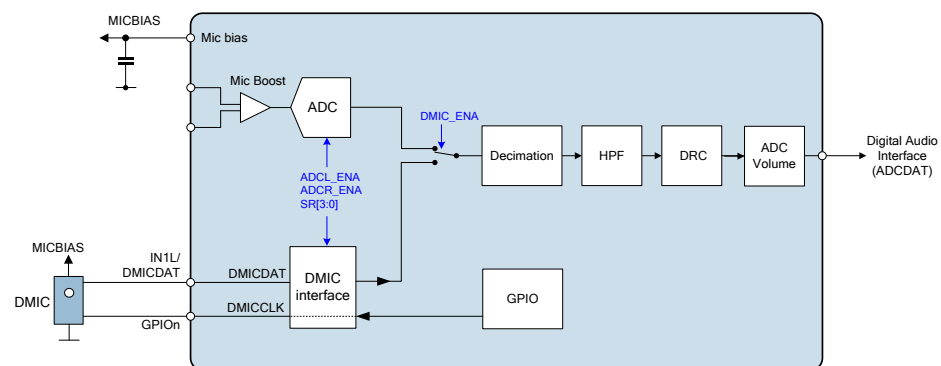 MICBIAS
Mic bias
Mic Boost
ADC
DMIC_ENA
Decimation
HPF
DRC
ADC
Volume
Digital Audio
Interface
(ADCDAT)
ADCL_ENA
ADCR_ENA
SR[3:0]
MICBIAS
IN1L/
DMICDAT
DMICDAT
DMIC
DMIC
interface
GPIO
DMICCLK
GPIOn